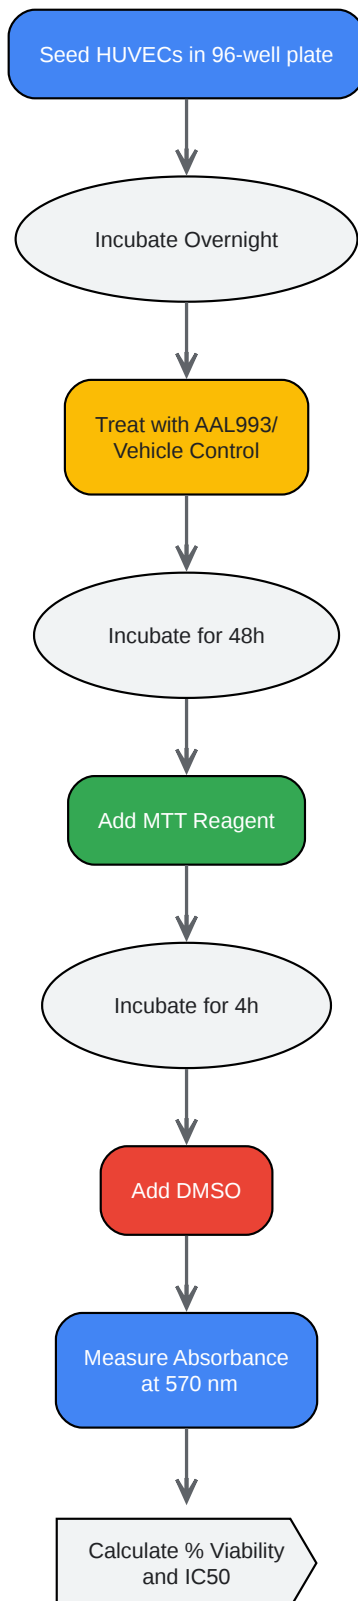 Seed HUVECs in 96-well plate
Incubate Overnight
Treat with AAL993/
Vehicle Control
Incubate for 48h
Add MTT Reagent
Incubate for 4h
Add DMSO
Measure Absorbance
at 570 nm
Calculate % Viability
and IC50